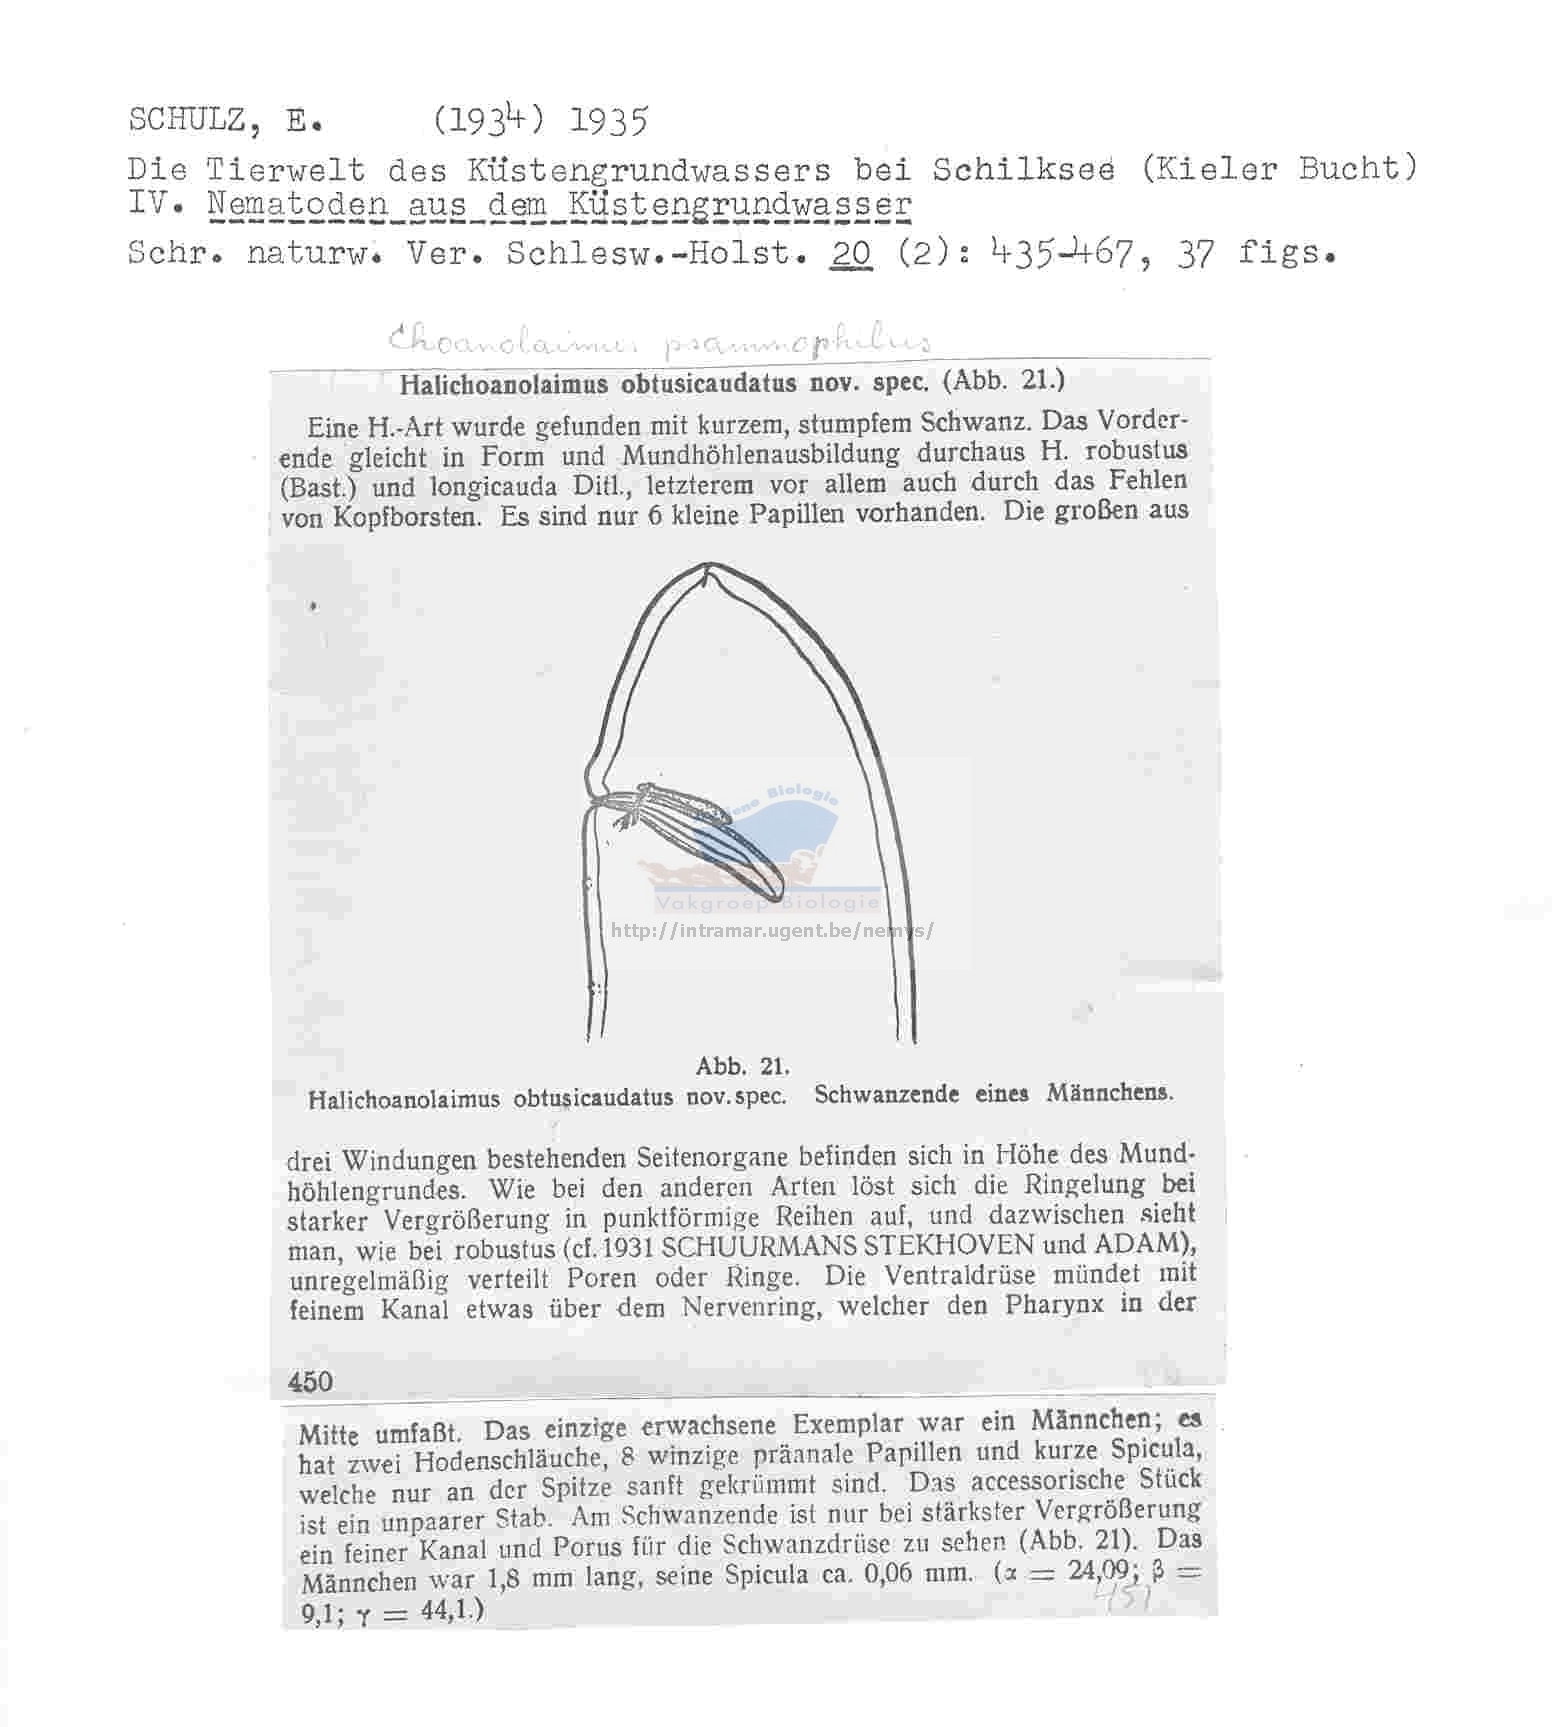 SCHULZ, E. (1934) 1935
Die Tierwelt des Küstengrundwassers bei Schilksee (Kieler Bucht)
IV. Nematoden aus dem Küstengrundwasser
Schr. naturw. Ver. Schlesw.-Holst. 20 (2): 435-467, 37 figs.
Choanolaimus psammophilus
Halichoanolaimus obtusicaudatus nov. spec. (Abb. 21.)
Eine H.-Art wurde gefunden mit kurzem, stumpfem Schwanz. Das Vorder-
ende gleicht in Form und Mundhöhlenausbildung durchaus H. robustus
(Bast.) und longicauda Ditl., letzterem vor allem auch durch das Fehlen
von Kopfborsten. Es sind nur 6 kleine Papillen vorhanden. Die großen aus
iene Biologie
Vakgroep Biologie
http://intramar.ugent.be/nemys/
Abb. 21.
Halichoanolaimus obtusicaudatus nov. spec. Schwanzende eines Männchens.
drei Windungen bestehenden Seitenorgane befinden sich in Höhe des Mund-
höhlengrundes. Wie bei den anderen Arten löst sich die Ringelung bei
starker Vergrößerung in punktförmige Reihen auf, und dazwischen sieht
man, wie bei robustus (cf. 1931 SCHUURMANS STEKHOVEN und ADAM),
unregelmäßig verteilt Poren oder Ringe. Die Ventraldrüse mündet mit
feinem Kanal etwas über dem Nervenring, welcher den Pharynx in der
450
Mitte umfaßt. Das einzige erwachsene Exemplar war ein Männchen; es
hat zwei Hodenschläuche, 8 winzige präanale Papillen und kurze Spicula,
welche nur an der Spitze sanft gekrümmt sind. Das accessorische Stück
ist ein unpaarer Stab. Am Schwanzende ist nur bei stärkster Vergrößerung
ein feiner Kanal und Porus für die Schwanzdrüse zu sehen (Abb. 21). Das
Männchen war 1,8 mm lang, seine Spicula ca. 0,06 mm. (α = 24,09; β =
9,1; γ = 44,1.)
451